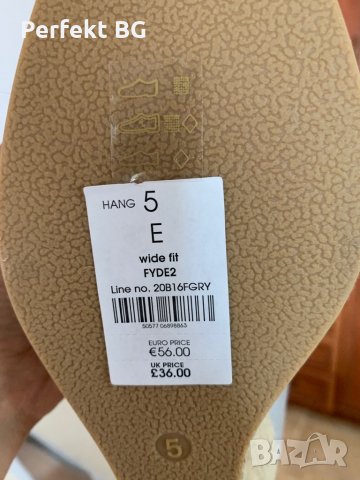 Perfekt BG
HANG 5
E
wide fit
FYDE2
Line no. 20B16FGRY
50577 06898863
EURO PRICE
€56.00
UK PRICE
£36.00
5
BAZAR